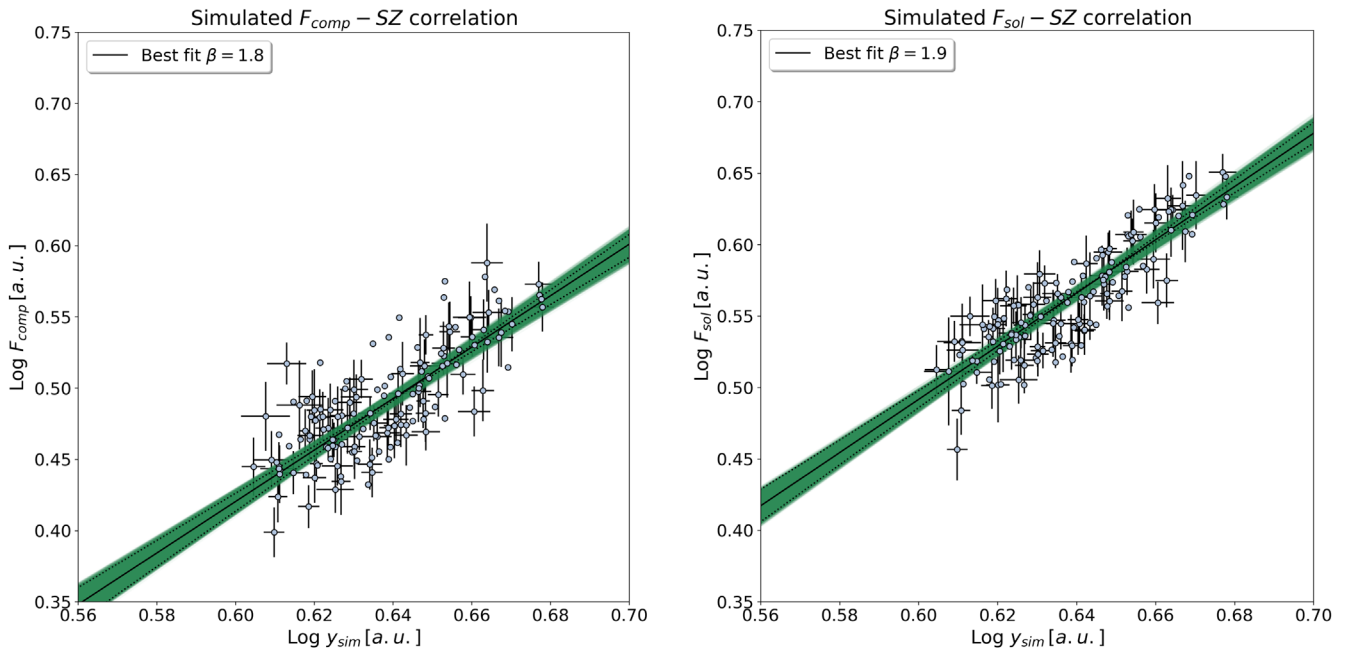 Simulated F_comp − SZ correlation
Best fit β = 1.8
0.75
0.70
0.65
0.60
0.55
0.50
0.45
0.40
0.35
Log F_comp [a. u.]
0.56 0.58 0.60 0.62 0.64 0.66 0.68 0.70
Log y_sim [a. u.]
Simulated F_sol − SZ correlation
Best fit β = 1.9
0.75
0.70
0.65
0.60
0.55
0.50
0.45
0.40
0.35
Log F_sol [a. u.]
0.56 0.58 0.60 0.62 0.64 0.66 0.68 0.70
Log y_sim [a. u.]